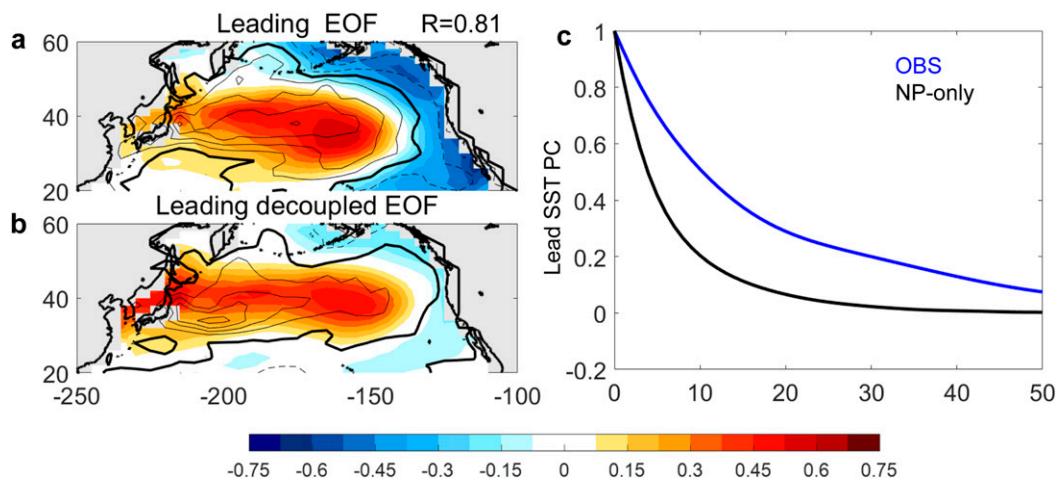 a
Leading EOF R=0.81
60
40
20
b
Leading decoupled EOF
60
40
20
-250 -200 -150 -100
c
1
0.8
0.6
0.4
0.2
0
-0.2
Lead SST PC
OBS
NP-only
0 10 20 30 40 50
-0.75 -0.6 -0.45 -0.3 -0.15 0 0.15 0.3 0.45 0.6 0.75